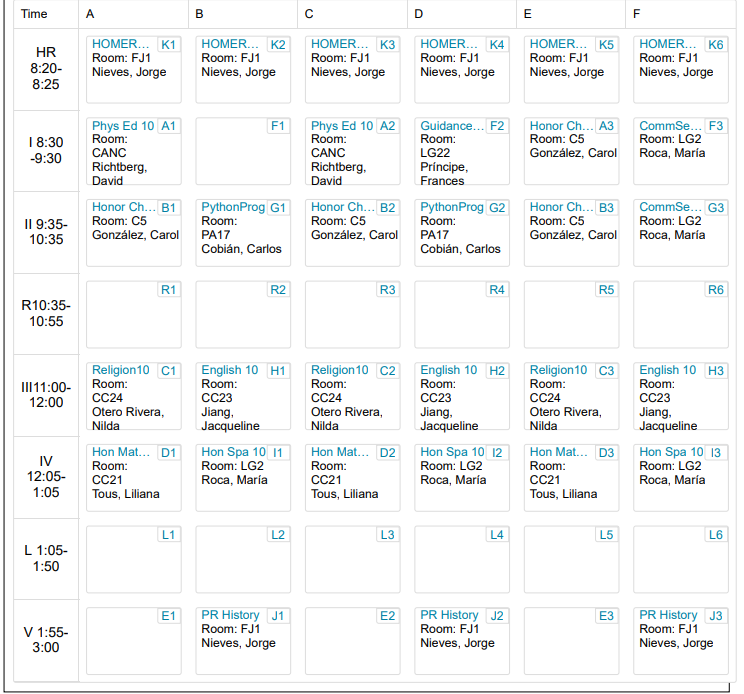 Time A B C D E F
HR
8:20-
8:25
HOMER... K1
Room: FJ1
Nieves, Jorge
HOMER... K2
Room: FJ1
Nieves, Jorge
HOMER... K3
Room: FJ1
Nieves, Jorge
HOMER... K4
Room: FJ1
Nieves, Jorge
HOMER... K5
Room: FJ1
Nieves, Jorge
HOMER... K6
Room: FJ1
Nieves, Jorge
I 8:30
-9:30
Phys Ed 10 A1
Room:
CANC
Richtberg,
David
F1
Phys Ed 10 A2
Room:
CANC
Richtberg,
David
Guidance... F2
Room:
LG22
Príncipe,
Frances
Honor Ch... A3
Room: C5
González, Carol
CommSe... F3
Room: LG2
Roca, María
II 9:35-
10:35
Honor Ch... B1
Room: C5
González, Carol
PythonProg G1
Room:
PA17
Cobián, Carlos
Honor Ch... B2
Room: C5
González, Carol
PythonProg G2
Room:
PA17
Cobián, Carlos
Honor Ch... B3
Room: C5
González, Carol
CommSe... G3
Room: LG2
Roca, María
R10:35-
10:55
R1
R2
R3
R4
R5
R6
III11:00-
12:00
Religion10 C1
Room:
CC24
Otero Rivera,
Nilda
English 10 H1
Room:
CC23
Jiang,
Jacqueline
Religion10 C2
Room:
CC24
Otero Rivera,
Nilda
English 10 H2
Room:
CC23
Jiang,
Jacqueline
Religion10 C3
Room:
CC24
Otero Rivera,
Nilda
English 10 H3
Room:
CC23
Jiang,
Jacqueline
IV
12:05-
1:05
Hon Mat... D1
Room:
CC21
Tous, Liliana
Hon Spa 10 I1
Room: LG2
Roca, María
Hon Mat... D2
Room:
CC21
Tous, Liliana
Hon Spa 10 I2
Room: LG2
Roca, María
Hon Mat... D3
Room:
CC21
Tous, Liliana
Hon Spa 10 I3
Room: LG2
Roca, María
L 1:05-
1:50
L1
L2
L3
L4
L5
L6
V 1:55-
3:00
E1
PR History J1
Room: FJ1
Nieves, Jorge
E2
PR History J2
Room: FJ1
Nieves, Jorge
E3
PR History J3
Room: FJ1
Nieves, Jorge